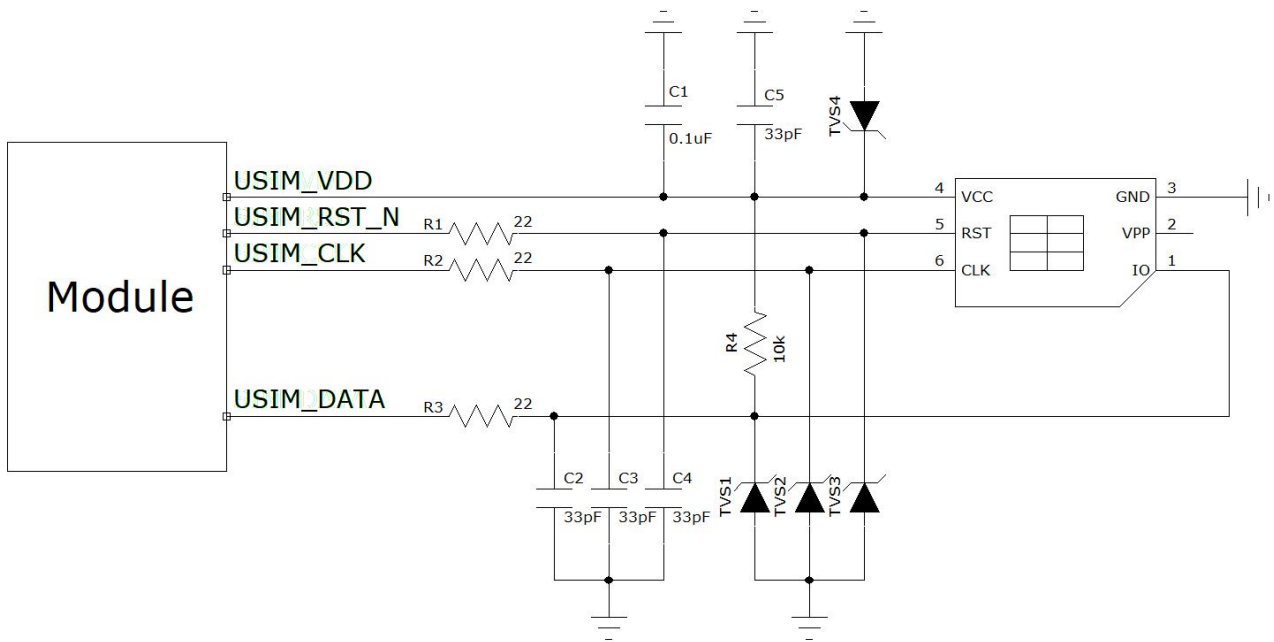 C1
0.1uF
C5
33pF
TVS4
Module
USIM_VDD
USIM_RST_N
USIM_CLK
USIM_DATA
R1
22
R2
22
R3
22
R4
10k
4
VCC
5
RST
6
CLK
GND
3
VPP
2
IO
1
C2
33pF
C3
33pF
C4
33pF
TVS1
TVS2
TVS3